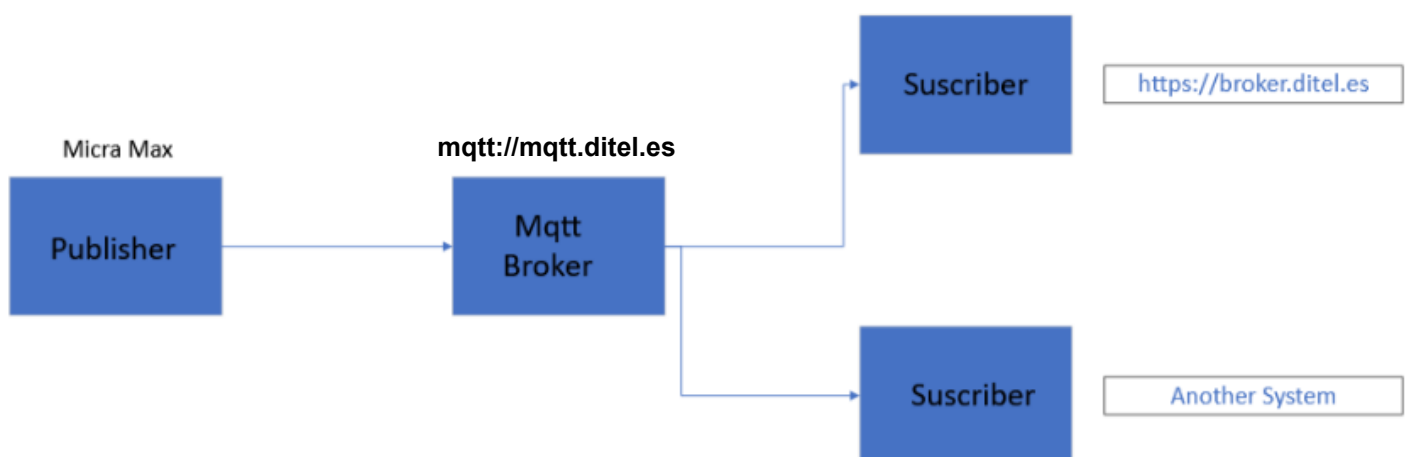 Micra Max
Publisher
mqtt://mqtt.ditel.es
Mqtt
Broker
Suscriber
https://broker.ditel.es
Suscriber
Another System